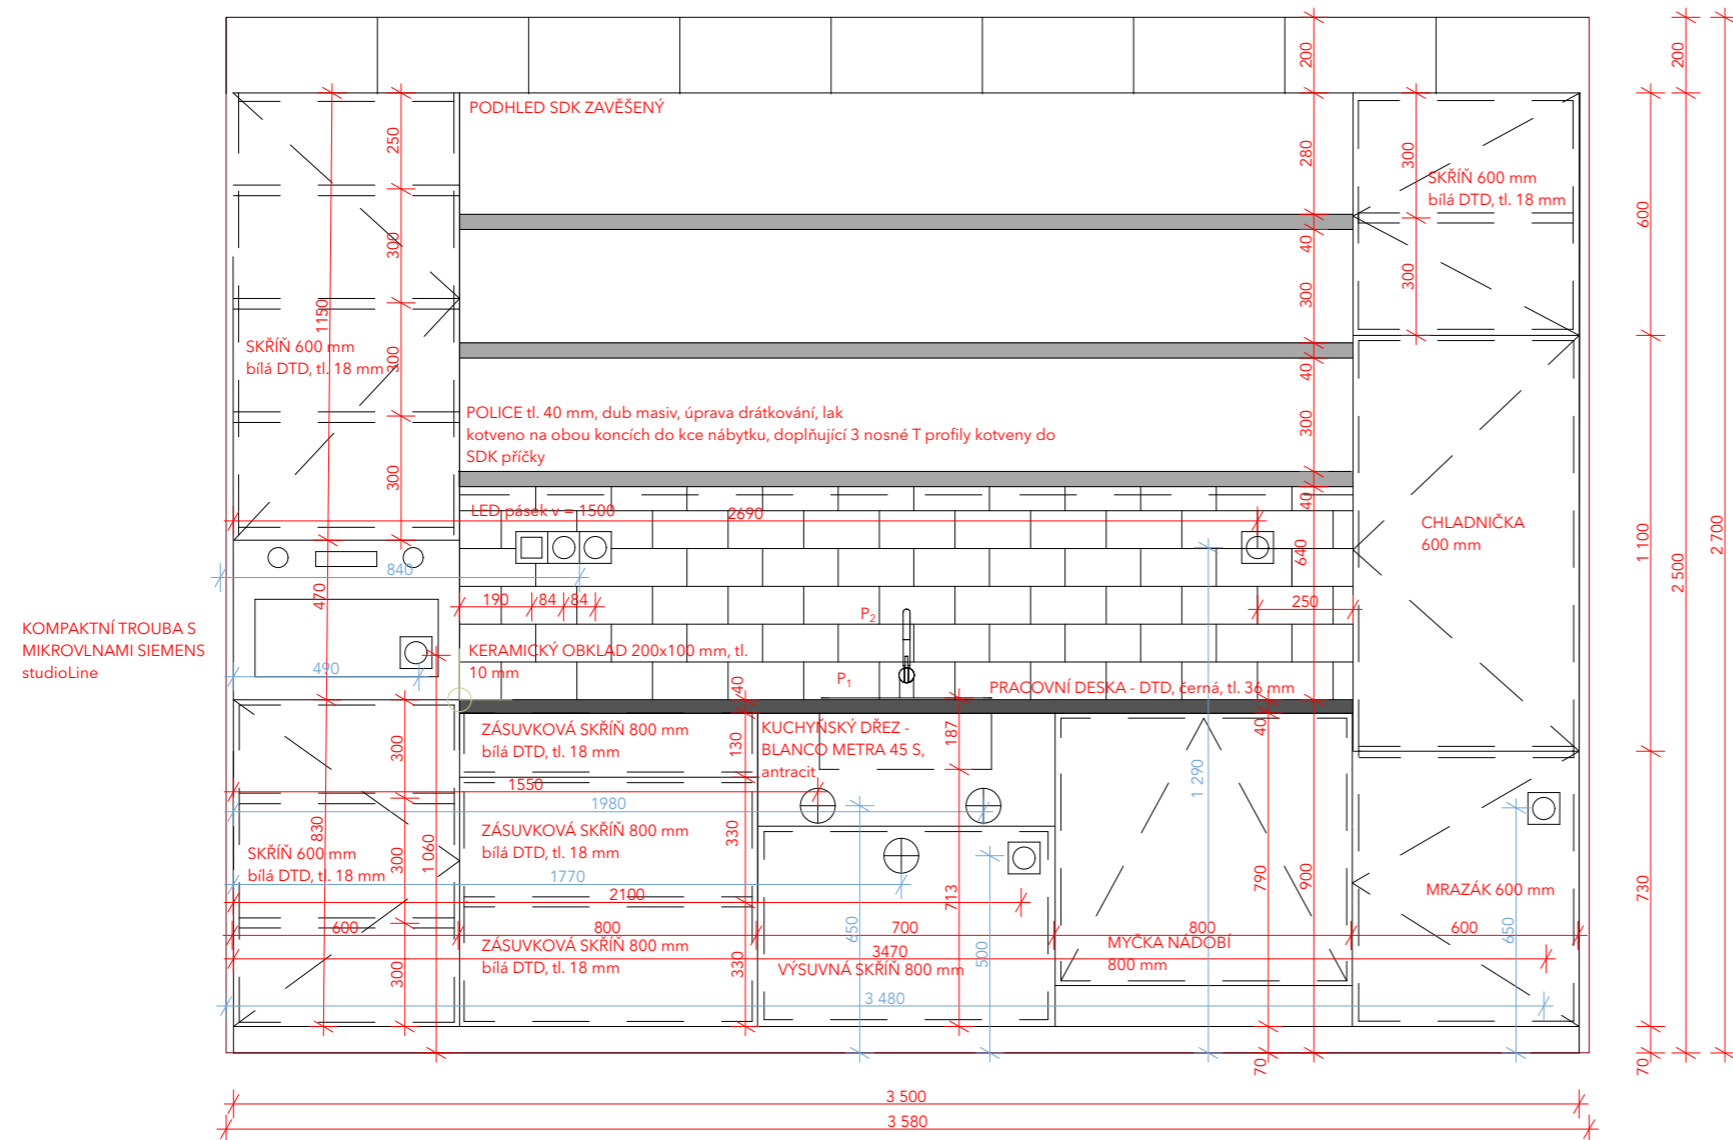 200
200
PODHLED SDK ZAVĚŠENÝ
250
280
300
SKŘÍŇ 600 mm
bílá DTD, tl. 18 mm
600
300
40
300
300
1150
SKŘÍŇ 600 mm
bílá DTD, tl. 18 mm
300
40
POLICE tl. 40 mm, dub masiv, úprava drátkování, lak
kotveno na obou koncích do kce nábytku, doplňující 3 nosné T profily kotveny do
SDK příčky
300
300
40
LED pásek v = 1500
2690
CHLADNIČKA
600 mm
1 100
2 500
2 700
640
840
470
190
84
84
250
P2
KOMPAKTNÍ TROUBA S
MIKROVLNAMI SIEMENS
studioLine
490
KERAMICKÝ OBKLAD 200x100 mm, tl.
10 mm
P1
40
PRACOVNÍ DESKA - DTD, černá, tl. 36 mm
ZÁSUVKOVÁ SKŘÍŇ 800 mm
bílá DTD, tl. 18 mm
130
KUCHYŇSKÝ DŘEZ -
BLANCO METRA 45 S,
antracit
187
40
300
1 290
1550
1980
830
1 060
ZÁSUVKOVÁ SKŘÍŇ 800 mm
bílá DTD, tl. 18 mm
330
SKŘÍŇ 600 mm
bílá DTD, tl. 18 mm
300
1770
2100
713
790
900
MRAZÁK 600 mm
730
600
800
700
800
600
650
500
650
ZÁSUVKOVÁ SKŘÍŇ 800 mm
bílá DTD, tl. 18 mm
300
330
3470
VÝSUVNÁ SKŘÍŇ 800 mm
MYČKA NÁDOBÍ
800 mm
3 480
70
70
3 500
3 580